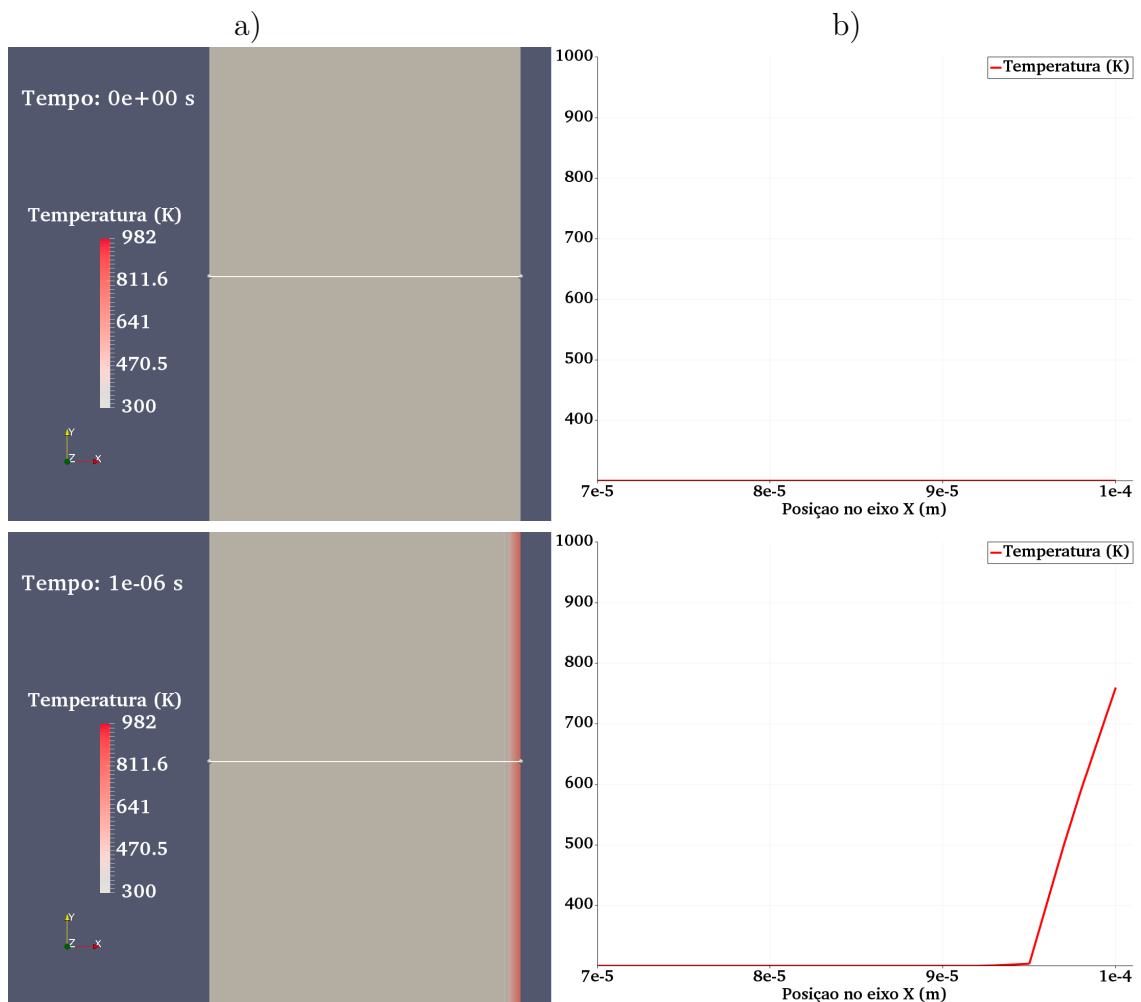 a)
b)
Tempo: 0e+00 s
Temperatura (K)
982
811.6
641
470.5
300
Y
Z X
Temperatura (K)
1000
900
800
700
600
500
400
7e-5 8e-5 9e-5 1e-4
Posiçao no eixo X (m)
Tempo: 1e-06 s
Temperatura (K)
982
811.6
641
470.5
300
Y
Z X
Temperatura (K)
1000
900
800
700
600
500
400
7e-5 8e-5 9e-5 1e-4
Posiçao no eixo X (m)